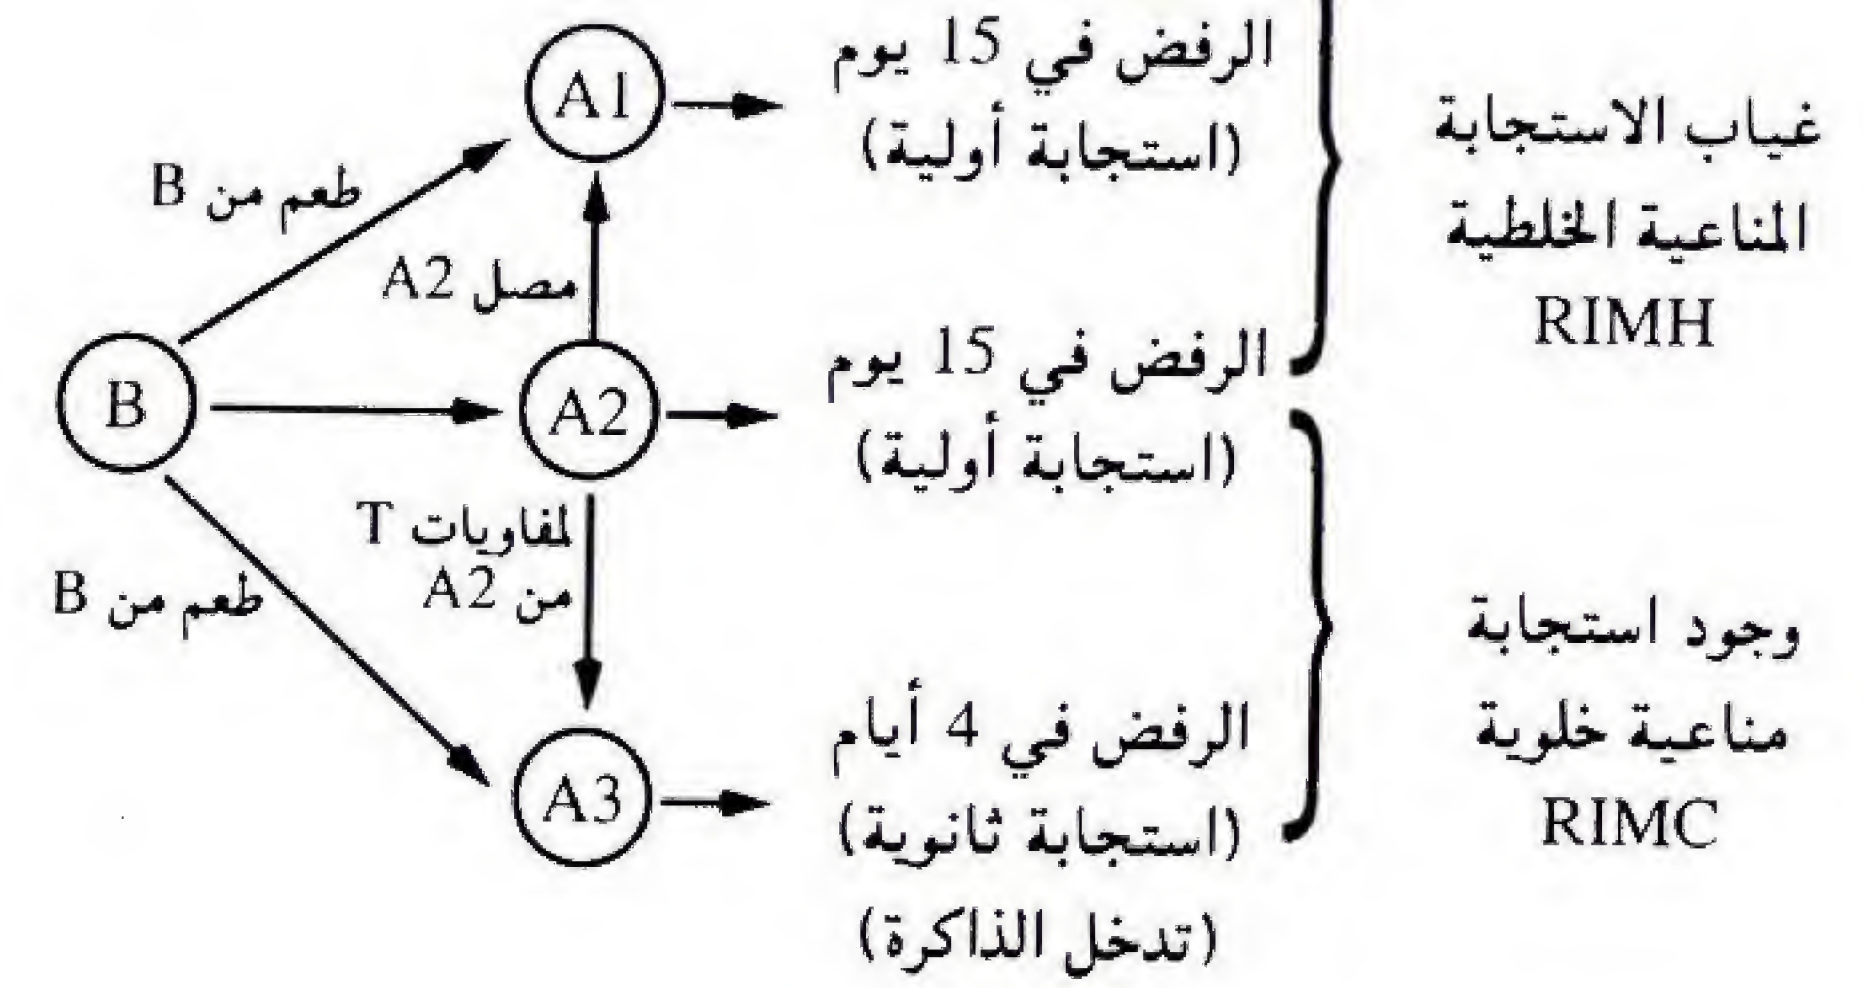 A1
الرفض في 15 يوم
(استجابة أولية)
غياب الاستجابة
المناعية الخلطية
RIMH
طعم من B
مصل A2
B
A2
الرفض في 15 يوم
(استجابة أولية)
لمفاويات T
من A2
طعم من B
A3
الرفض في 4 أيام
(استجابة ثانوية)
(تدخل الذاكرة)
وجود استجابة
مناعية خلوية
RIMC